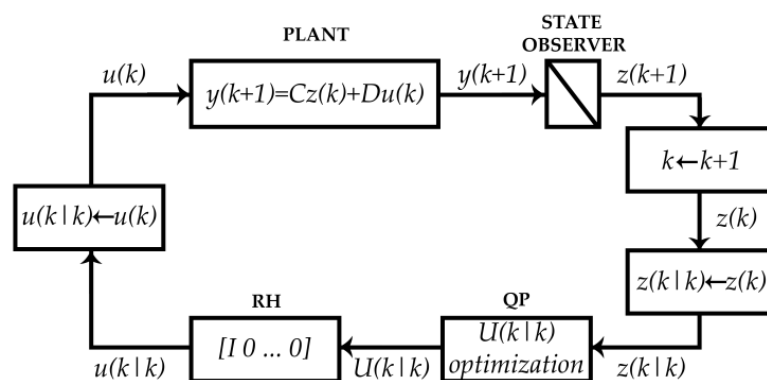 PLANT
STATE
OBSERVER
u(k)
y(k+1)=Cz(k)+Du(k)
y(k+1)
z(k+1)
k←k+1
u(k|k)←u(k)
z(k)
z(k|k)←z(k)
RH
QP
[I 0 ... 0]
U(k|k)
optimization
u(k|k)
U(k|k)
z(k|k)